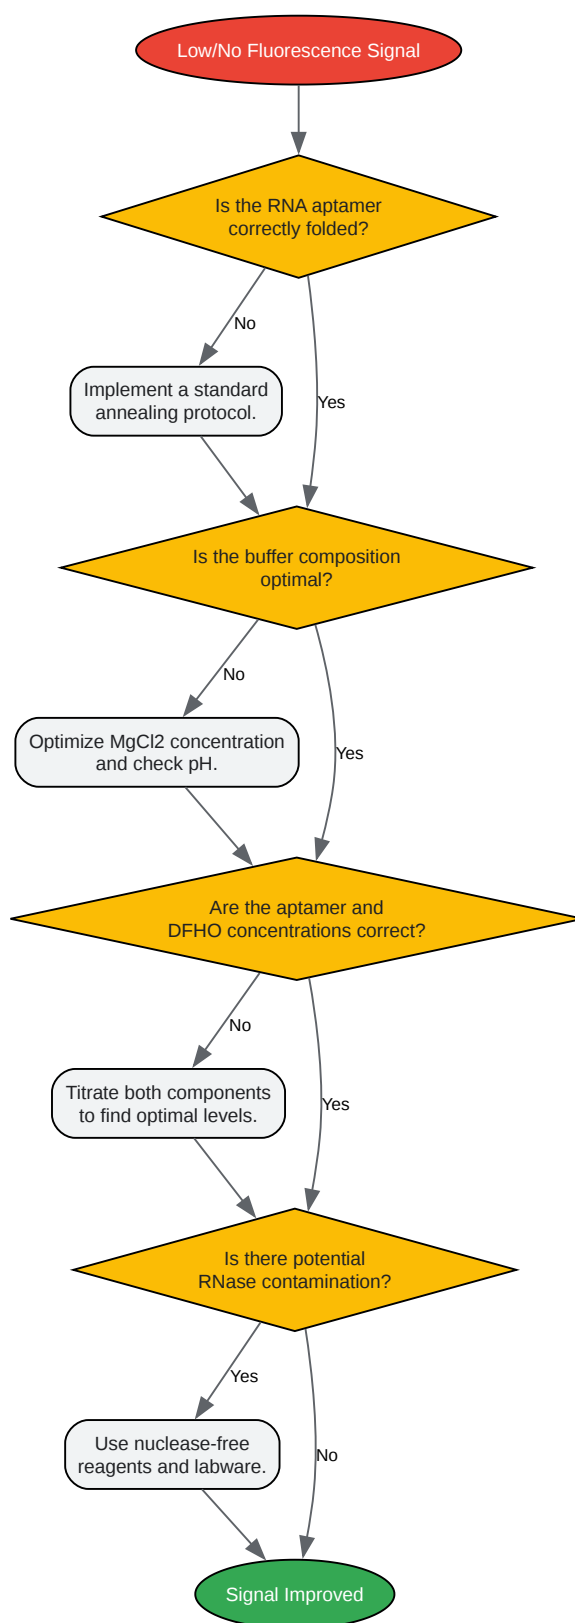 Low/No Fluorescence Signal
Is the RNA aptamer
correctly folded?
No
Implement a standard
annealing protocol.
Yes
Is the buffer composition
optimal?
No
Optimize MgCl2 concentration
and check pH.
Yes
Are the aptamer and
DFHO concentrations correct?
No
Titrate both components
to find optimal levels.
Yes
Is there potential
RNase contamination?
Yes
Use nuclease-free
reagents and labware.
No
Signal Improved